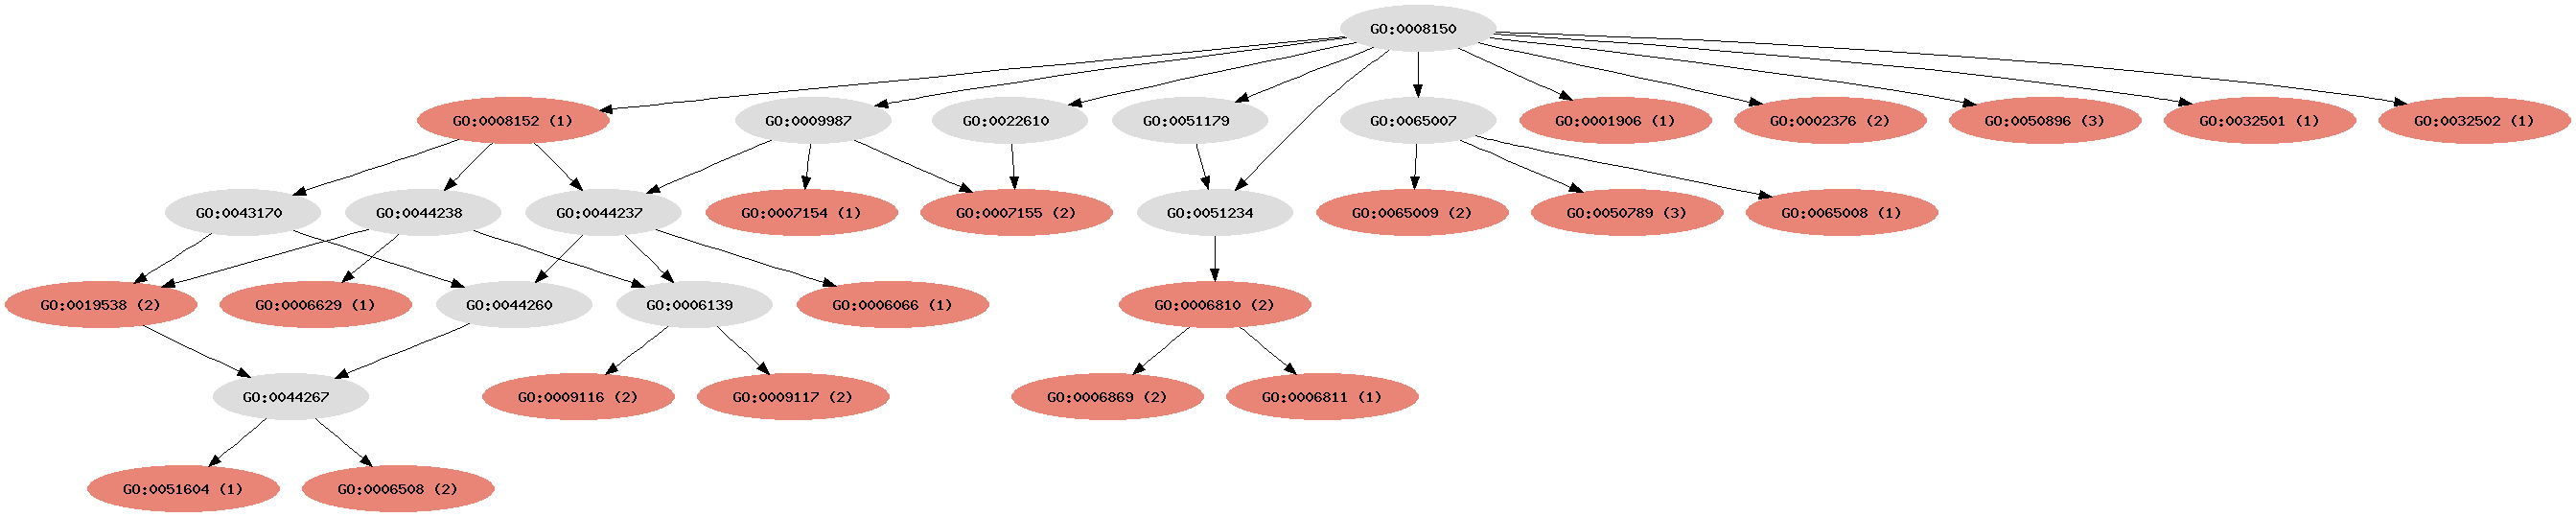 GO:0008150
GO:0008152 (1)
GO:0009987
GO:0022610
GO:0051179
GO:0065007
GO:0001906 (1)
GO:0002376 (2)
GO:0050896 (3)
GO:0032501 (1)
GO:0032502 (1)
GO:0043170
GO:0044238
GO:0044237
GO:0007154 (1)
GO:0007155 (2)
GO:0051234
GO:0065009 (2)
GO:0050789 (3)
GO:0065008 (1)
GO:0019538 (2)
GO:0006629 (1)
GO:0044260
GO:0006139
GO:0006066 (1)
GO:0006810 (2)
GO:0044267
GO:0009116 (2)
GO:0009117 (2)
GO:0006869 (2)
GO:0006811 (1)
GO:0051604 (1)
GO:0006508 (2)